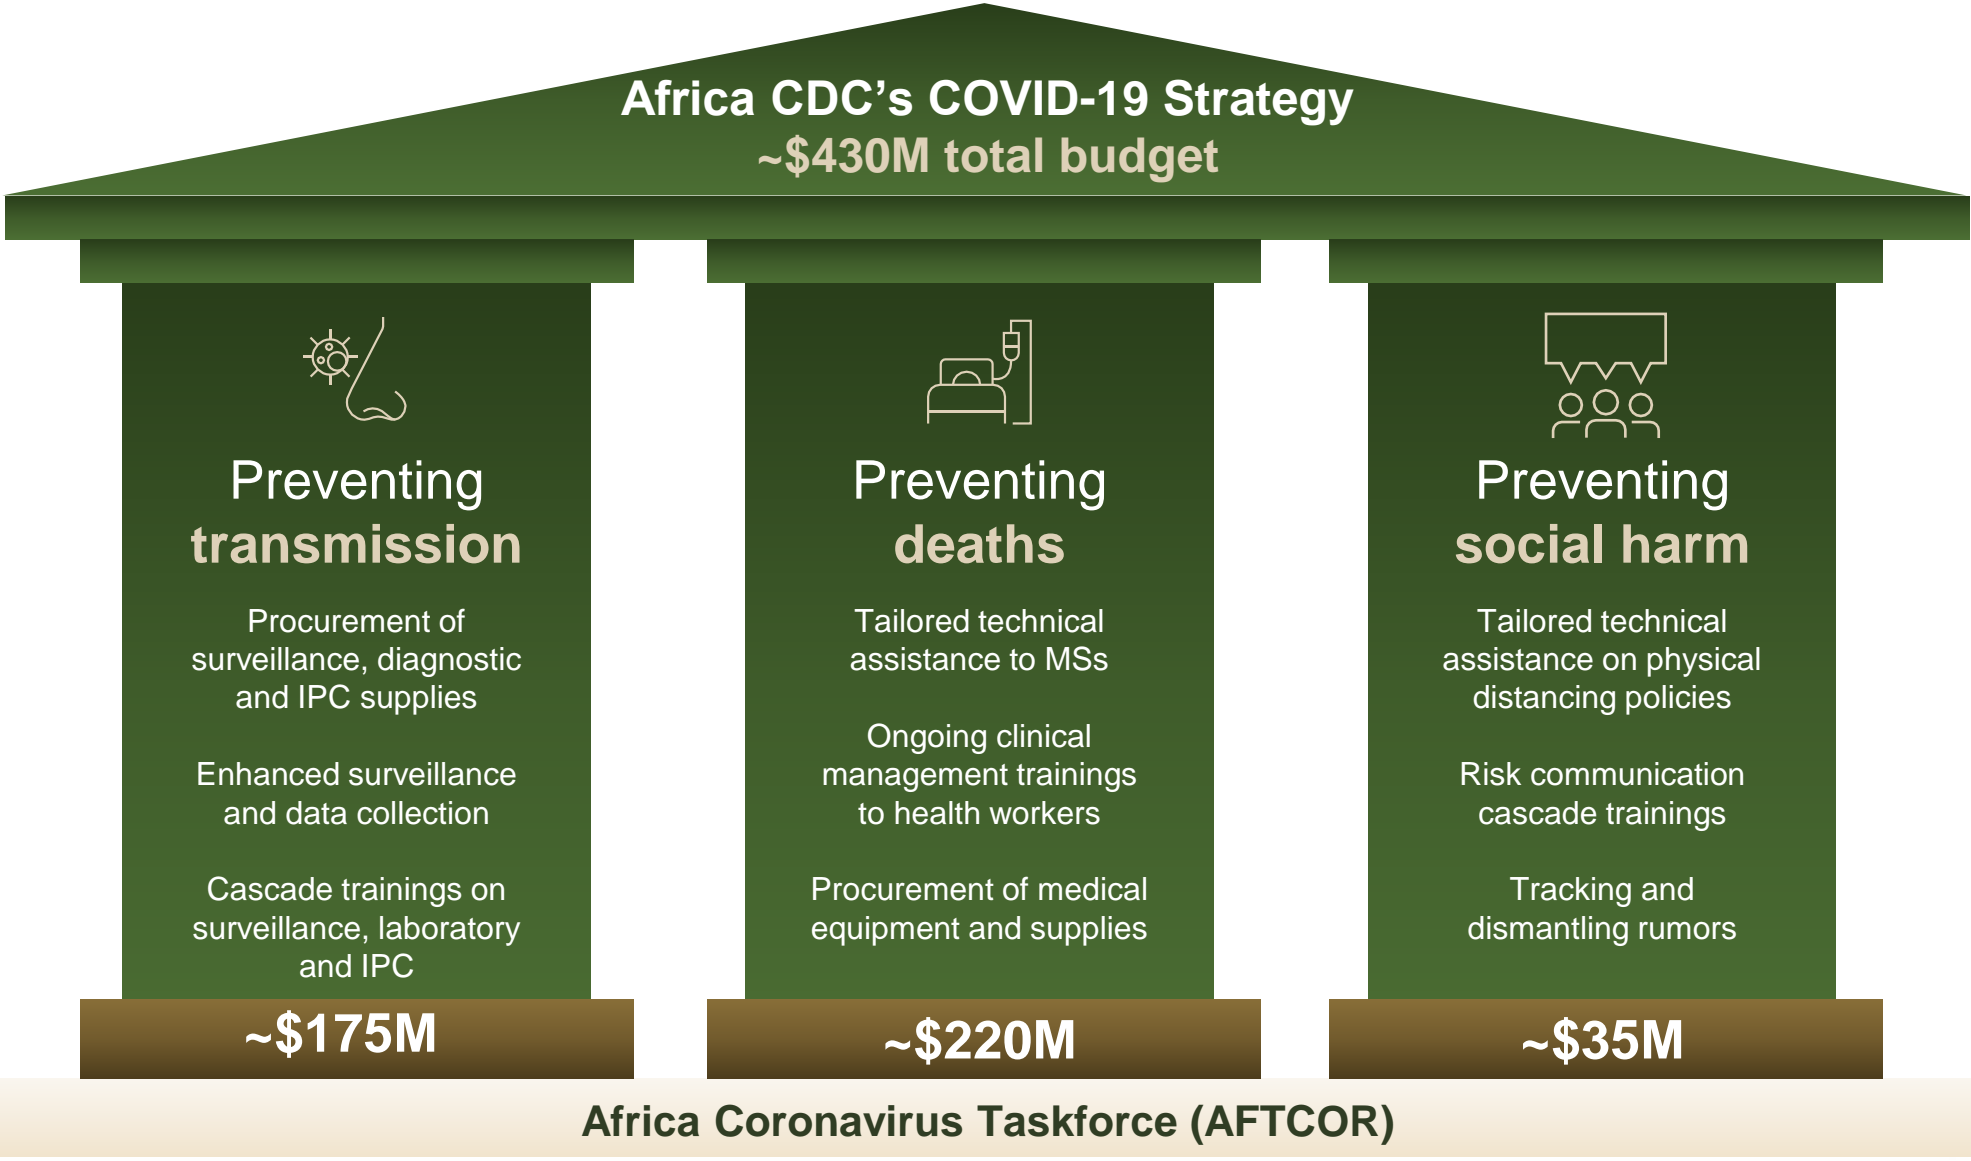 Africa CDC’s COVID-19 Strategy
~$430M total budget
Preventing
transmission
Procurement of
surveillance, diagnostic
and IPC supplies
Enhanced surveillance
and data collection
Cascade trainings on
surveillance, laboratory
and IPC
~$175M
Preventing
deaths
Tailored technical
assistance to MSs
Ongoing clinical
management trainings
to health workers
Procurement of medical
equipment and supplies
~$220M
Preventing
social harm
Tailored technical
assistance on physical
distancing policies
Risk communication
cascade trainings
Tracking and
dismantling rumors
~$35M
Africa Coronavirus Taskforce (AFTCOR)